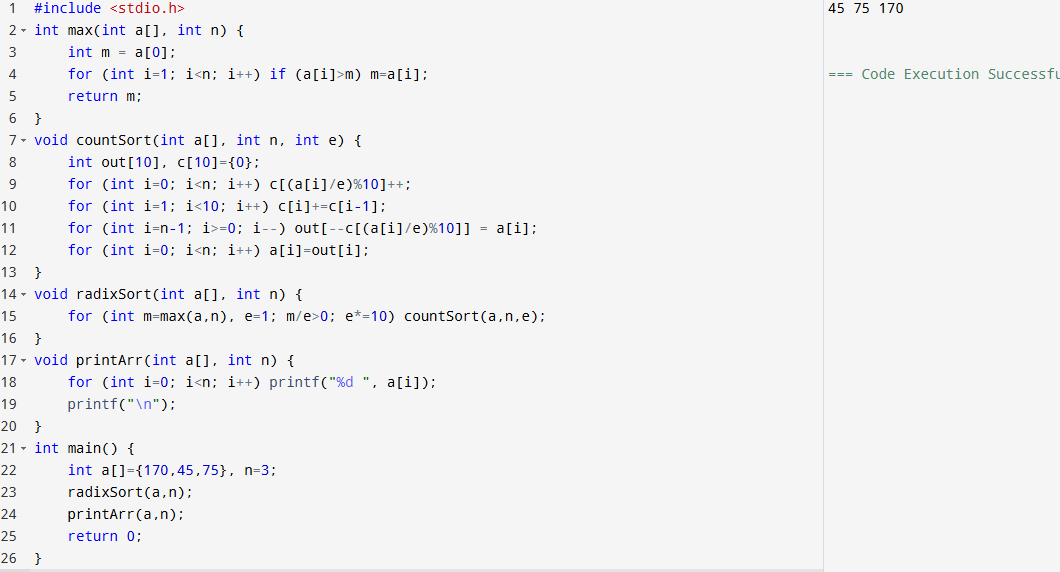 1 #include <stdio.h>
2 int max(int a[], int n) {
3     int m = a[0];
4     for (int i=1; i<n; i++) if (a[i]>m) m=a[i];
5     return m;
6 }
7 void countSort(int a[], int n, int e) {
8     int out[10], c[10]={0};
9     for (int i=0; i<n; i++) c[(a[i]/e)%10]++;
10     for (int i=1; i<10; i++) c[i]+=c[i-1];
11     for (int i=n-1; i>=0; i--) out[--c[(a[i]/e)%10]] = a[i];
12     for (int i=0; i<n; i++) a[i]=out[i];
13 }
14 void radixSort(int a[], int n) {
15     for (int m=max(a,n), e=1; m/e>0; e*=10) countSort(a,n,e);
16 }
17 void printArr(int a[], int n) {
18     for (int i=0; i<n; i++) printf("%d ", a[i]);
19     printf("\n");
20 }
21 int main() {
22     int a[]={170,45,75}, n=3;
23     radixSort(a,n);
24     printArr(a,n);
25     return 0;
26 }
45 75 170
=== Code Execution Successfu